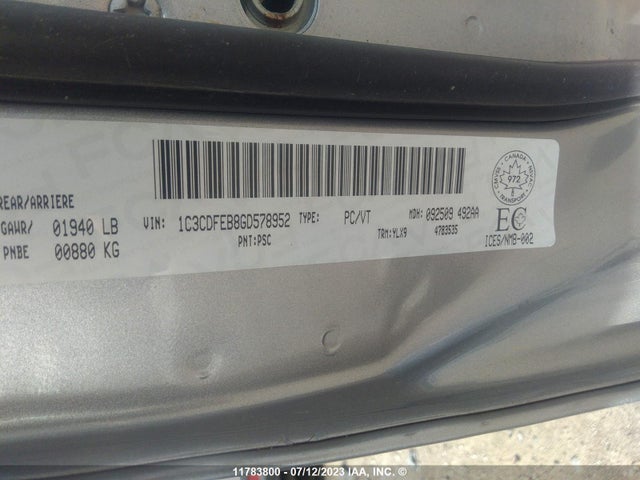 REAR/ARRIERE
GAWR/ 01940 LB
PNBE 00880 KG
VIN: 1C3CDFEB8GD578952 TYPE: PC/VT MDH: 092509 492AA
PNT:PSC TRM:YLX9 4783535
CANADA
972
TRANSPORT
EC
ICES/NMB-002
11783800 - 07/12/2023 IAA, INC. ©